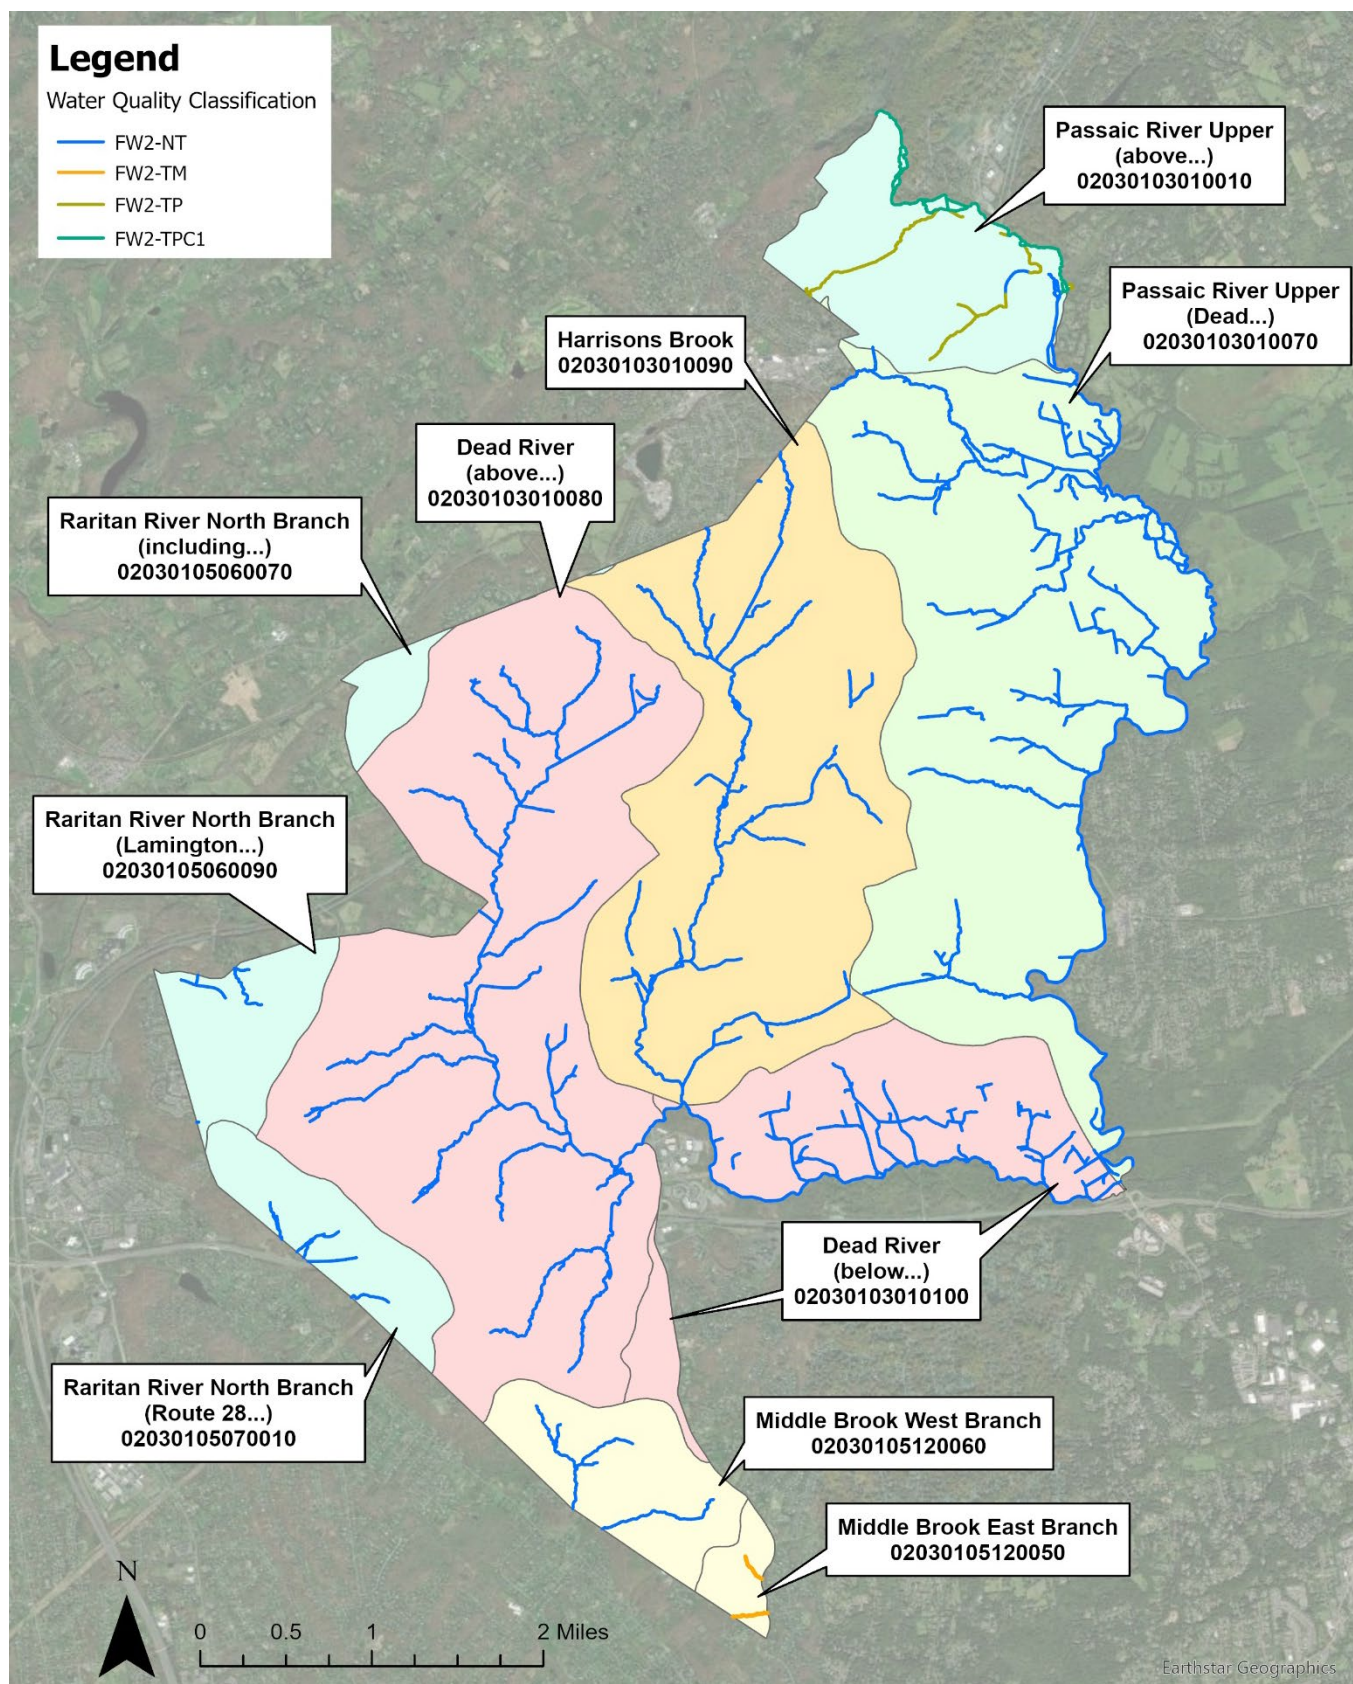 Legend
Water Quality Classification
FW2-NT
FW2-TM
FW2-TP
FW2-TPC1
Passaic River Upper
(above...)
02030103010010
Passaic River Upper
(Dead...)
02030103010070
Harrisons Brook
02030103010090
Dead River
(above...)
02030103010080
Raritan River North Branch
(including...)
02030105060070
Raritan River North Branch
(Lamington...)
02030105060090
Dead River
(below...)
02030103010100
Raritan River North Branch
(Route 28...)
02030105070010
Middle Brook West Branch
02030105120060
Middle Brook East Branch
02030105120050
N
0 0.5 1 2 Miles
Earthstar Geographics